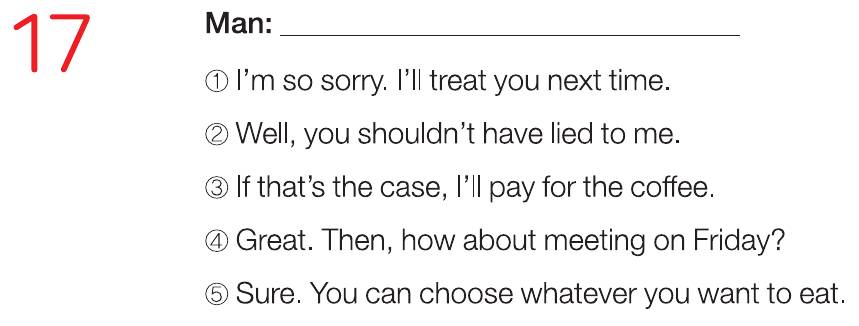 17
Man: ______________________________
① I'm so sorry. I'll treat you next time.
② Well, you shouldn't have lied to me.
③ If that's the case, I'll pay for the coffee.
④ Great. Then, how about meeting on Friday?
⑤ Sure. You can choose whatever you want to eat.